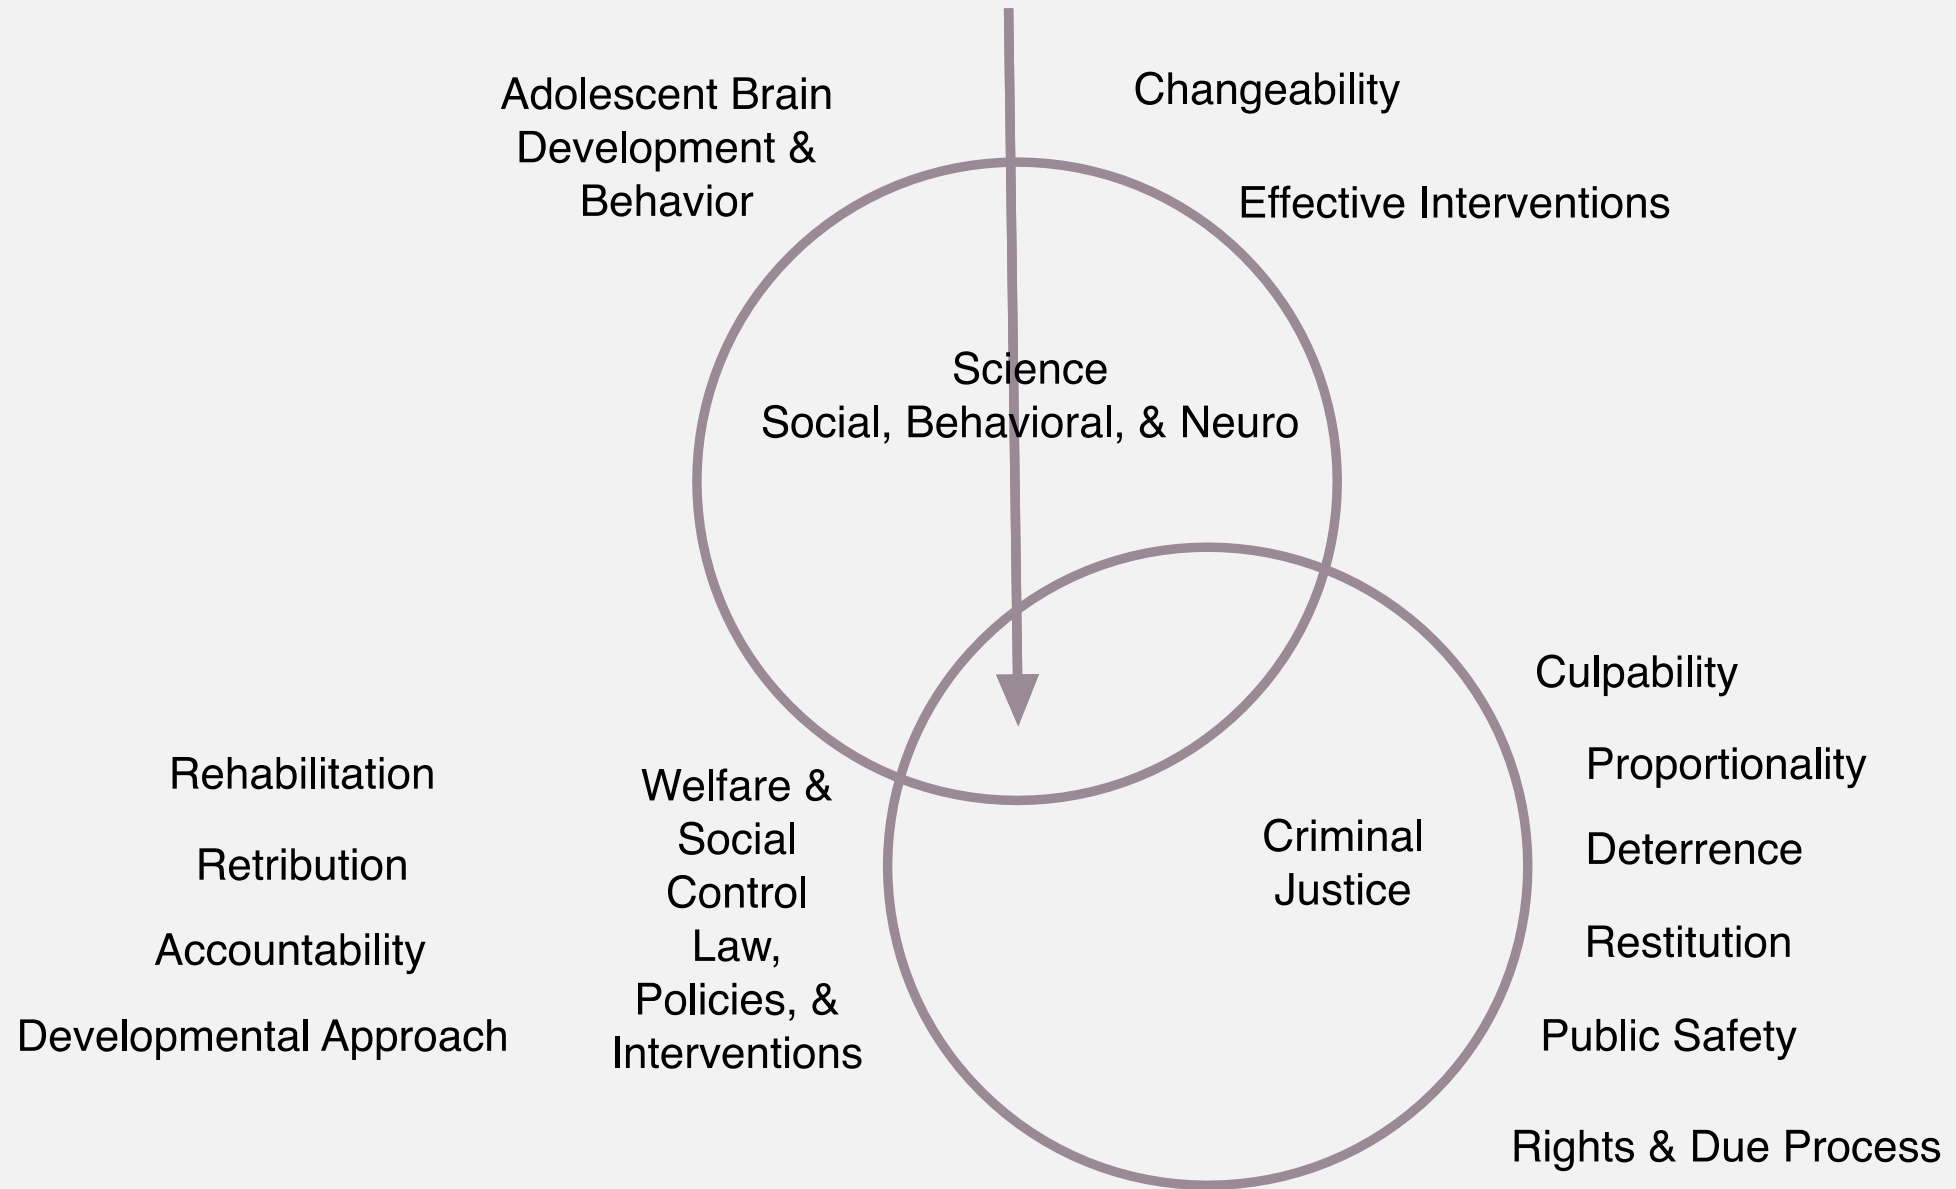 Adolescent Brain
Development &
Behavior
Changeability
Effective Interventions
Science
Social, Behavioral, & Neuro
Rehabilitation
Retribution
Accountability
Developmental Approach
Welfare &
Social
Control
Law,
Policies, &
Interventions
Criminal
Justice
Culpability
Proportionality
Deterrence
Restitution
Public Safety
Rights & Due Process